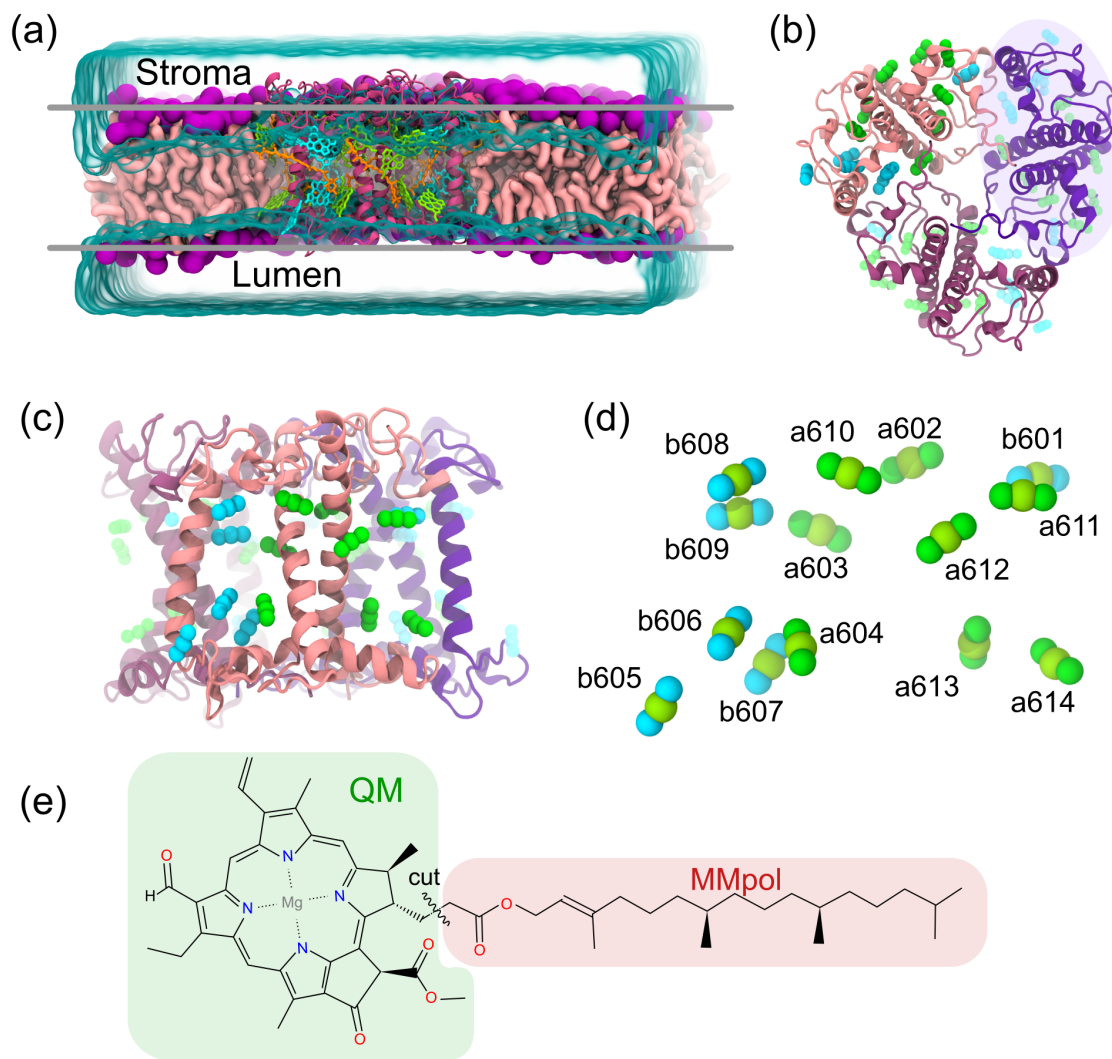 (a)
Stroma
Lumen
(b)
(c)
(d)
b608
a610
a602
b601
b609
a603
a612
a611
b606
a604
b605
b607
a613
a614
(e)
QM
O
H
N
N
Mg
N
N
cut
MMpol
O
O
O
O
O